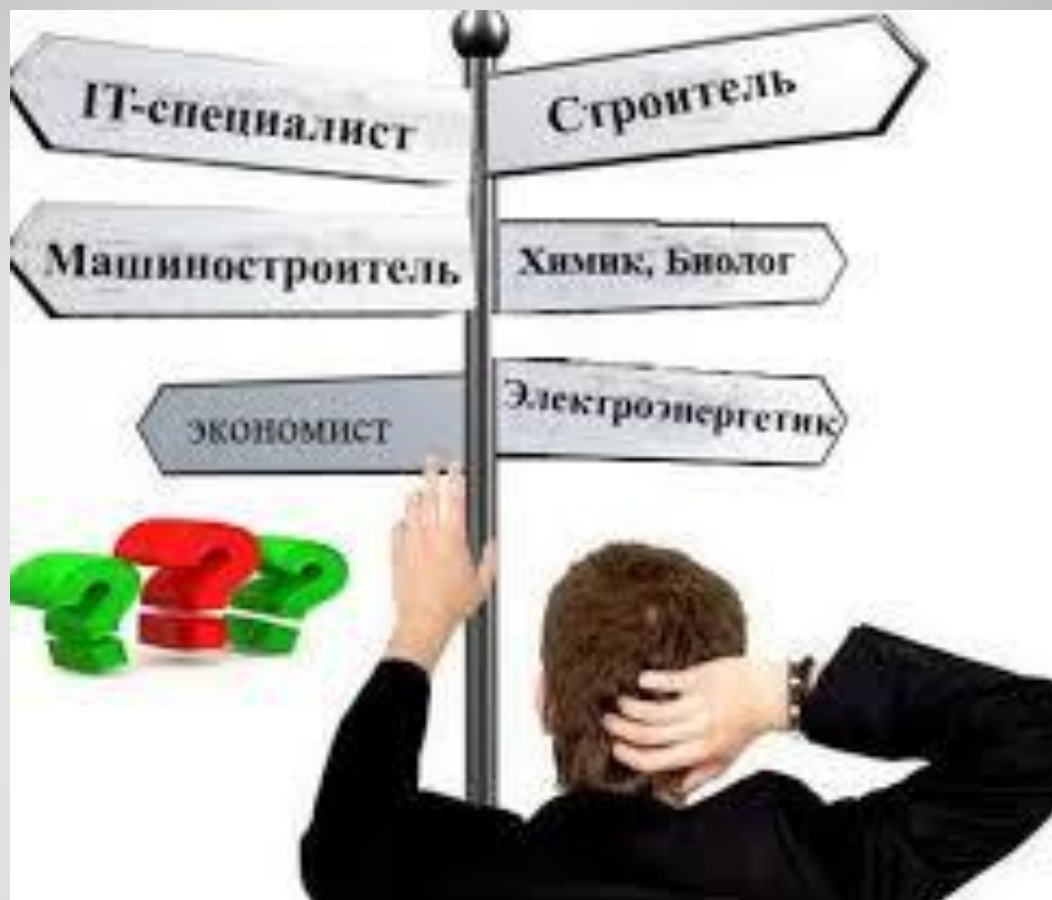 IT-специалист
Строитель
Машиностроитель
Химик, Биолог
экономист
Электроэнергетик
???